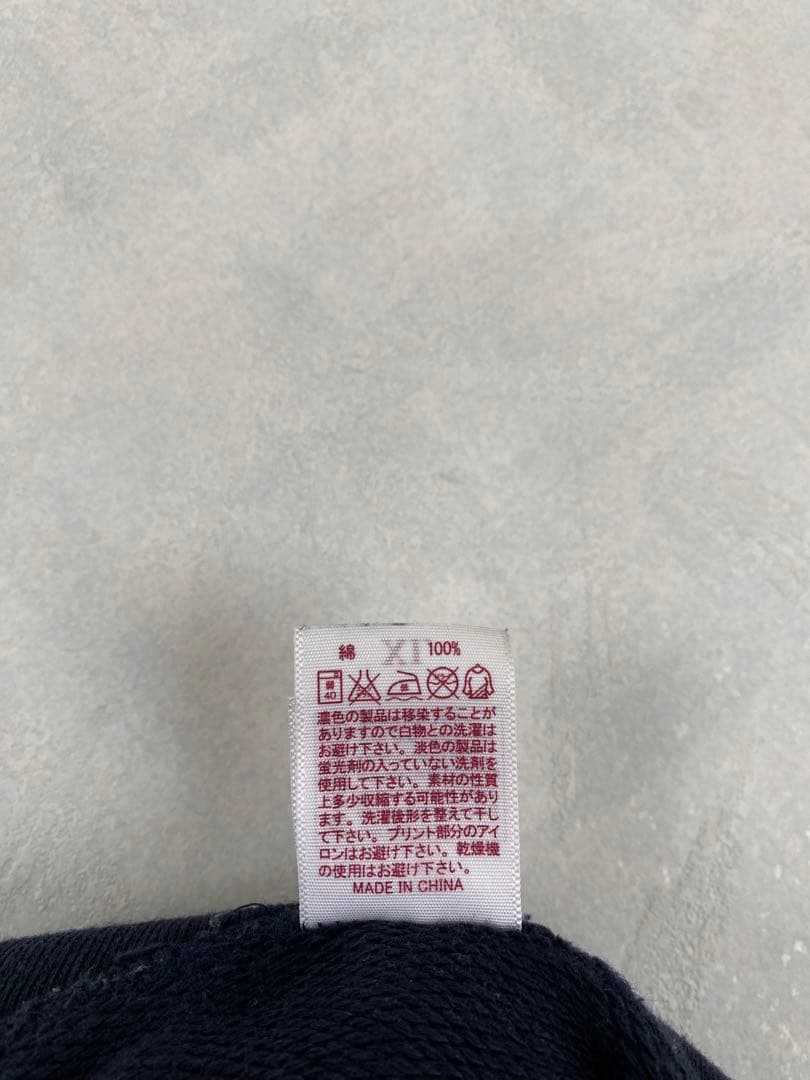 綿 100%
40
濃色の製品は移染することが
ありますので白物との洗濯は
お避け下さい。淡色の製品は
蛍光剤の入っていない洗剤を
使用して下さい。素材の性質
上多少収縮する可能性があり
ます。洗濯後形を整えて干し
て下さい。プリント部分のアイ
ロンはお避け下さい。乾燥機
の使用はお避け下さい。
MADE IN CHINA